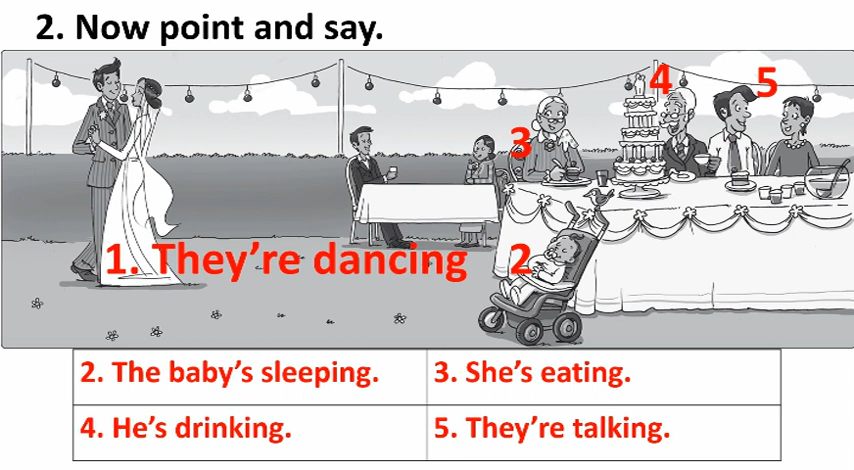 2. Now point and say.
4
5
3
1. They're dancing
2
2. The baby's sleeping.
3. She's eating.
4. He's drinking.
5. They're talking.